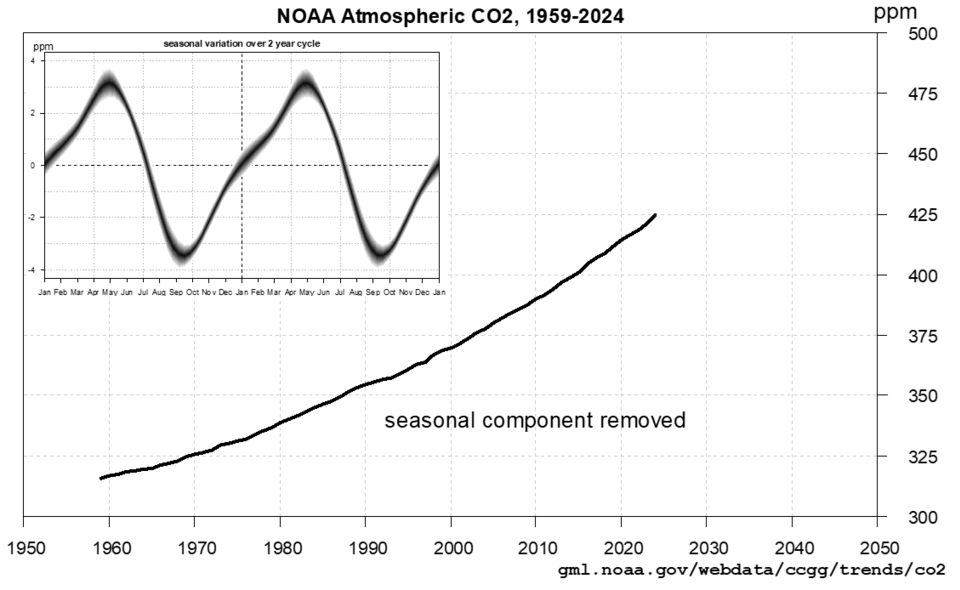 NOAA Atmospheric CO2, 1959-2024
ppm
500
475
450
425
400
375
350
325
300
seasonal variation over 2 year cycle
ppm
4
2
0
-2
-4
Jan Feb Mar Apr May Jun Jul Aug Sep Oct Nov Dec Jan Feb Mar Apr May Jun Jul Aug Sep Oct Nov Dec Jan
seasonal component removed
1950 1960 1970 1980 1990 2000 2010 2020 2030 2040 2050
gml.noaa.gov/webdata/ccgg/trends/co2